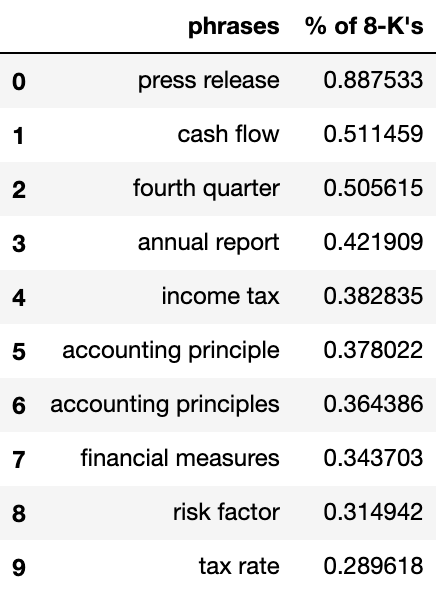 phrases % of 8-K's
0 press release 0.887533
1 cash flow 0.511459
2 fourth quarter 0.505615
3 annual report 0.421909
4 income tax 0.382835
5 accounting principle 0.378022
6 accounting principles 0.364386
7 financial measures 0.343703
8 risk factor 0.314942
9 tax rate 0.289618